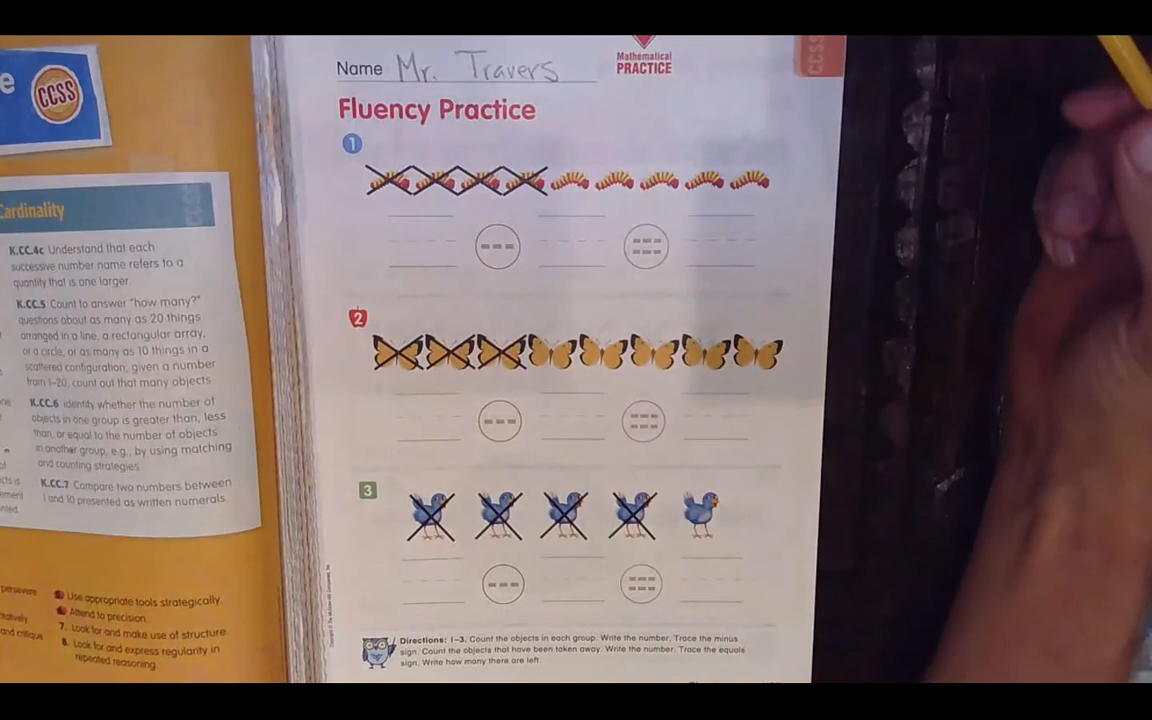 e
CCSS
Cardinality
CCSS
K.CC.4c Understand that each
successive number name refers to a
quantity that is one larger.
K.CC.5 Count to answer "how many?"
questions about as many as 20 things
arranged in a line, a rectangular array,
or a circle, or as many as 10 things in a
scattered configuration, given a number
from 1-20, count out that many objects
K.CC.6 Identify whether the number of
objects in one group is greater than, less
than, or equal to the number of objects
in another group, e.g., by using matching
and counting strategies.
K.CC.7 Compare two numbers between
1 and 10 presented as written numerals.
persevere
Use appropriate tools strategically.
Attend to precision.
7. Look for and make use of structure.
and critique
8. Look for and express regularity in
repeated reasoning.
Name Mr. Travers
Mathematical
PRACTICE
CCSS
Fluency Practice
1
2
3
Directions: 1–3. Count the objects in each group. Write the number. Trace the minus
sign. Count the objects that have been taken away. Write the number. Trace the equals
sign. Write how many there are left.